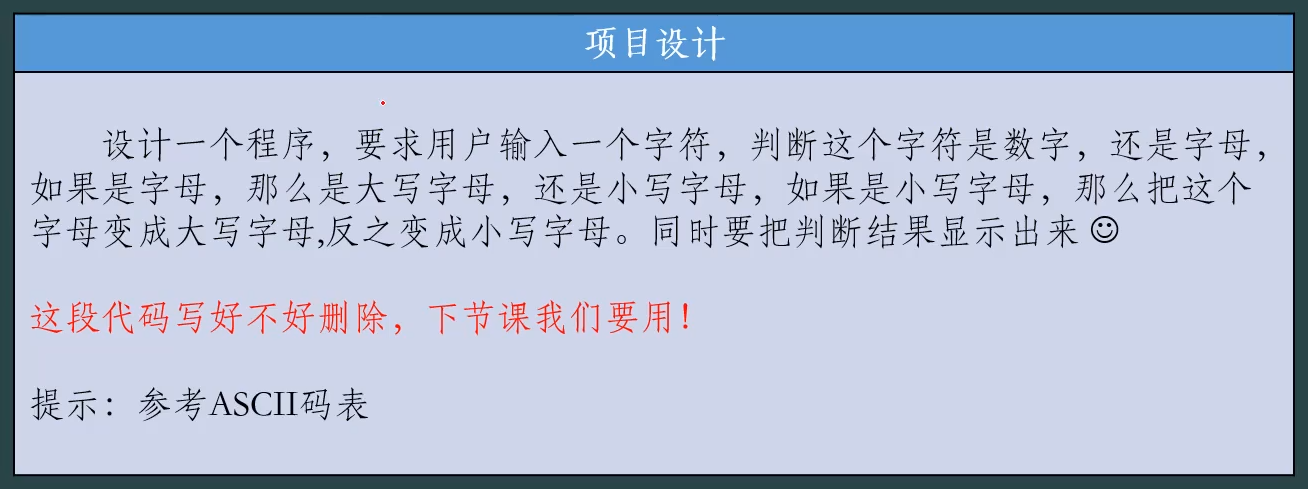 项目设计
设计一个程序，要求用户输入一个字符，判断这个字符是数字，还是字母，
如果是字母，那么是大写字母，还是小写字母，如果是小写字母，那么把这个
字母变成大写字母,反之变成小写字母。同时要把判断结果显示出来☺
这段代码写好不好删除，下节课我们要用！
提示：参考ASCII码表